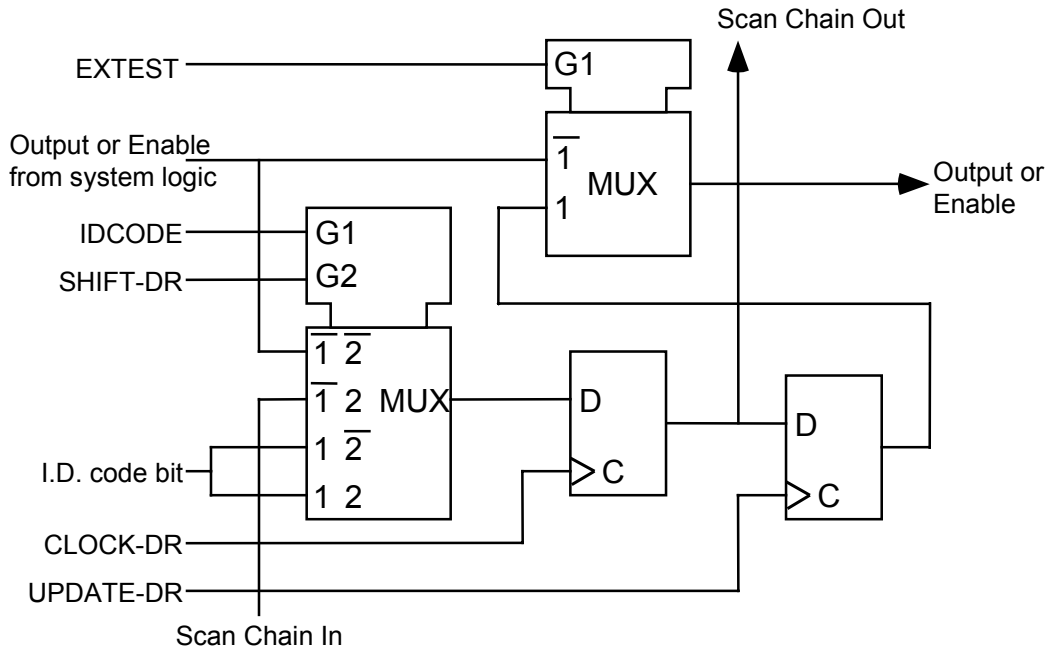 Scan Chain Out
EXTEST
G1
Output or Enable
from system logic
1̅
MUX
1
Output or
Enable
IDCODE
G1
SHIFT-DR
G2
1̅ 2̅
1̅ 2 MUX
1 2̅
1 2
I.D. code bit
D
C
D
C
CLOCK-DR
UPDATE-DR
Scan Chain In